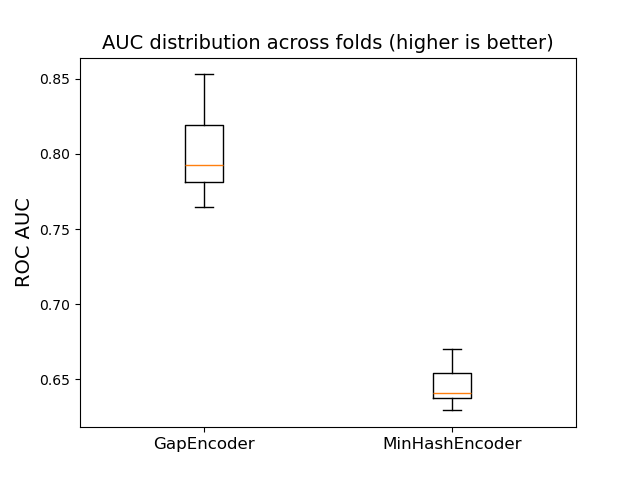 AUC distribution across folds (higher is better)
ROC AUC
0.85
0.80
0.75
0.70
0.65
GapEncoder
MinHashEncoder